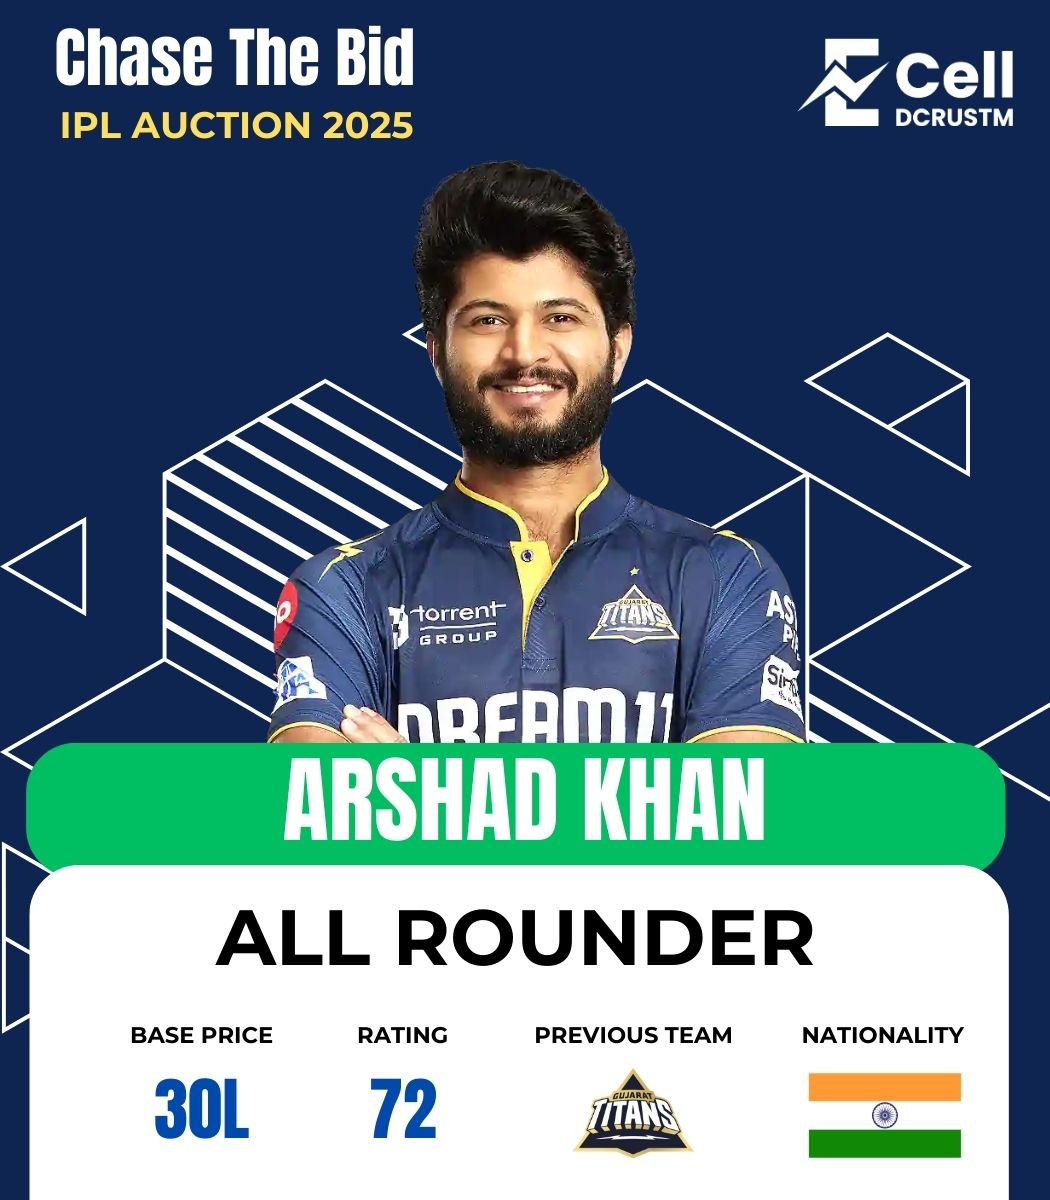 Chase The Bid
IPL AUCTION 2025
Cell
DCRUSTM
torrent
GROUP
GUJARAT
TITANS
DREAM11
ARSHAD KHAN
ALL ROUNDER
BASE PRICE
RATING
PREVIOUS TEAM
NATIONALITY
30L
72
GUJARAT
TITANS